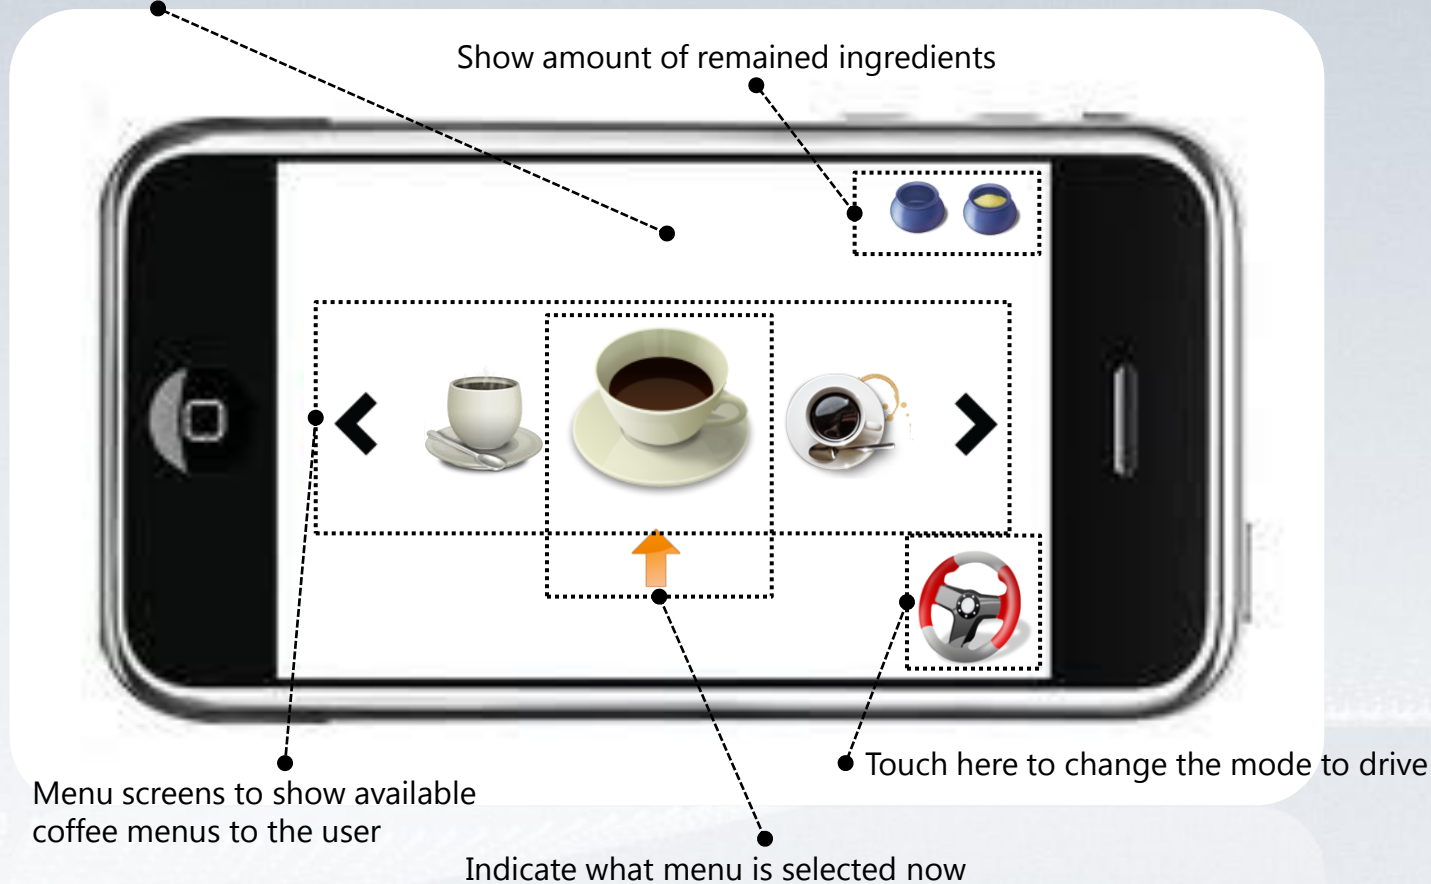 Show amount of remained ingredients
Touch here to change the mode to drive
Menu screens to show available
coffee menus to the user
Indicate what menu is selected now